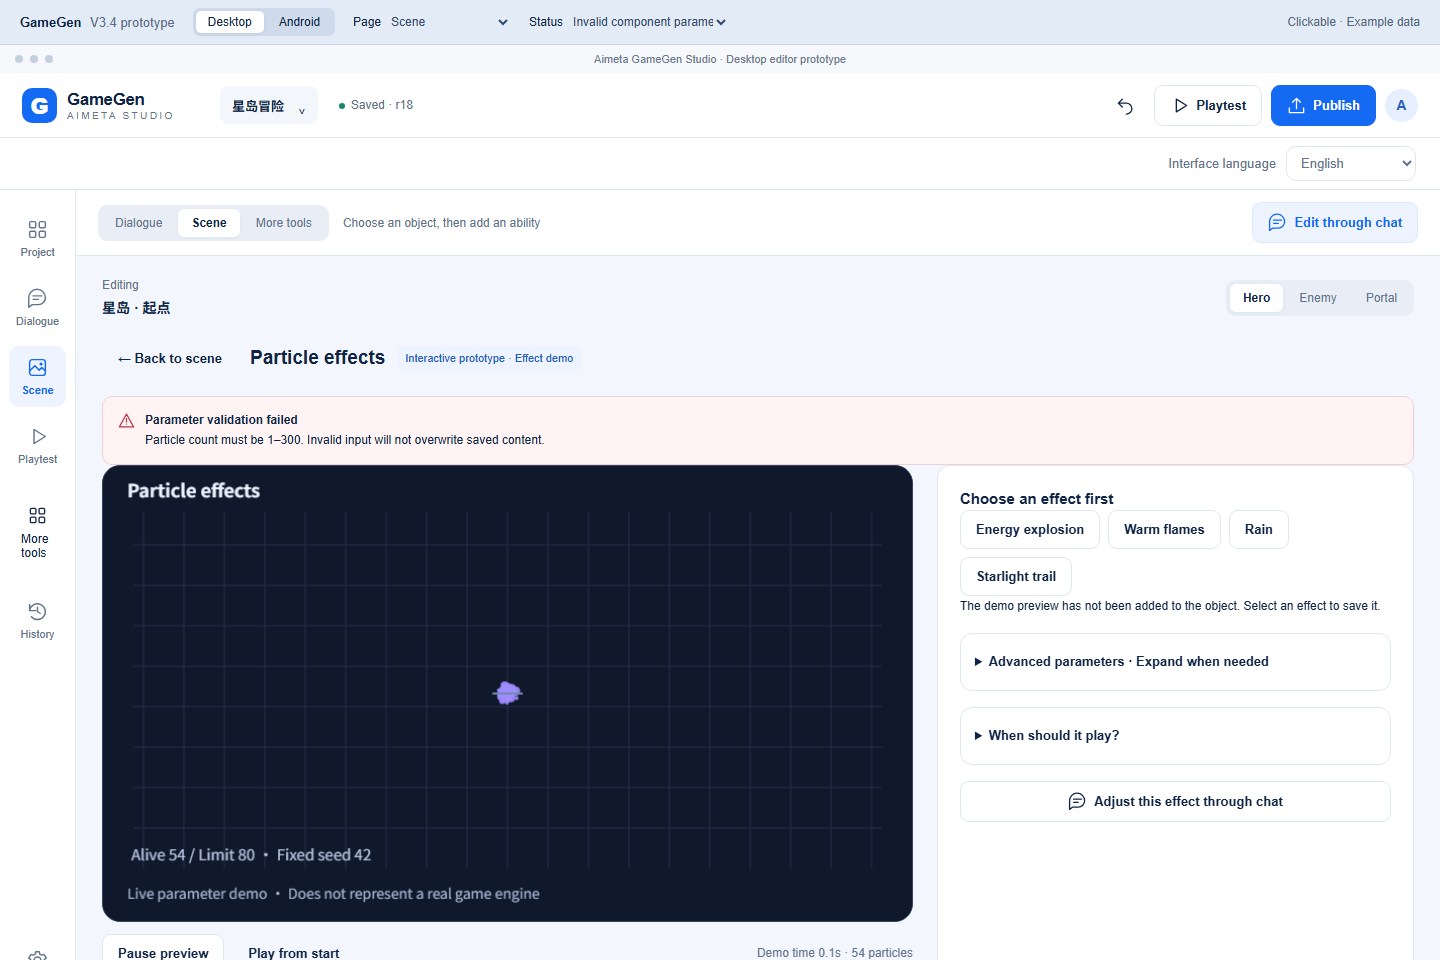 GameGen V3.4 prototype Desktop Android Page Scene Status Invalid component parame Clickable · Example data
Aimeta GameGen Studio · Desktop editor prototype
G GameGen
AIMETA STUDIO
星岛冒险
Saved · r18
Playtest
Publish
A
Interface language English
Project
Dialogue
Scene
Playtest
More
tools
History
Dialogue Scene More tools Choose an object, then add an ability
Edit through chat
Editing
星岛 · 起点
Hero Enemy Portal
← Back to scene Particle effects Interactive prototype · Effect demo
Parameter validation failed
Particle count must be 1–300. Invalid input will not overwrite saved content.
Particle effects
Alive 54 / Limit 80 • Fixed seed 42
Live parameter demo • Does not represent a real game engine
Pause preview Play from start Demo time 0.1s · 54 particles
Choose an effect first
Energy explosion Warm flames Rain
Starlight trail
The demo preview has not been added to the object. Select an effect to save it.
Advanced parameters · Expand when needed
When should it play?
Adjust this effect through chat